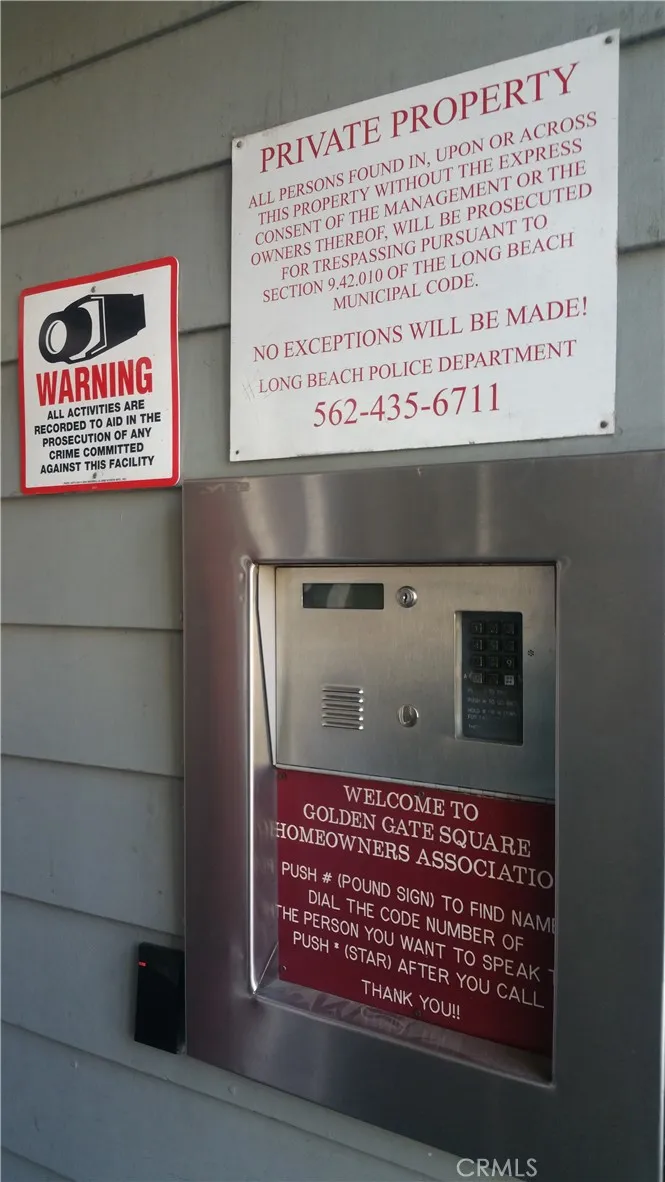 PRIVATE PROPERTY
ALL PERSONS FOUND IN, UPON OR ACROSS
THIS PROPERTY WITHOUT THE EXPRESS
CONSENT OF THE MANAGEMENT OR THE
OWNERS THEREOF, WILL BE PROSECUTED
FOR TRESPASSING PURSUANT TO
SECTION 9.42.010 OF THE LONG BEACH
MUNICIPAL CODE.
NO EXCEPTIONS WILL BE MADE!
LONG BEACH POLICE DEPARTMENT
562-435-6711
WARNING
ALL ACTIVITIES ARE
RECORDED TO AID IN THE
PROSECUTION OF ANY
CRIME COMMITTED
AGAINST THIS FACILITY
WELCOME TO
GOLDEN GATE SQUARE
HOMEOWNERS ASSOCIATIO
PUSH # (POUND SIGN) TO FIND NAME
DIAL THE CODE NUMBER OF
THE PERSON YOU WANT TO SPEAK T
PUSH * (STAR) AFTER YOU CALL
THANK YOU!!
CRMLS